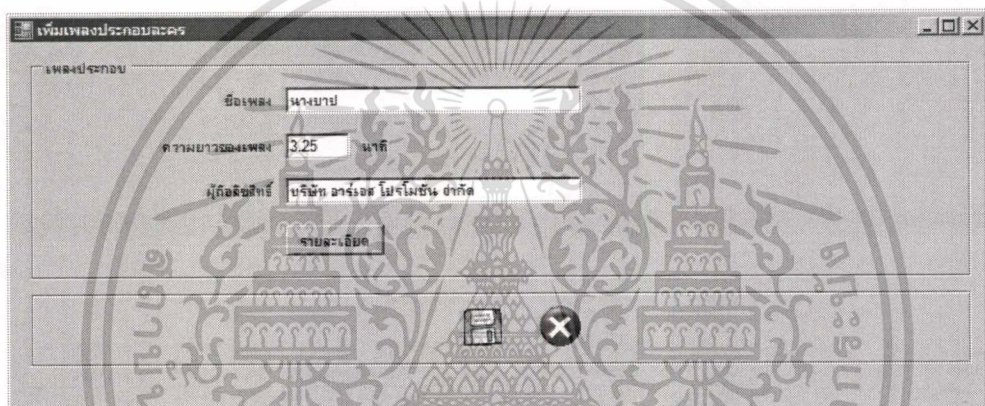 เพิ่มเพลงประกอบละคร
เพลงประกอบ
ชื่อเพลง นางบาป
ความยาวของเพลง 3.25 นาที
ผู้ถือลิขสิทธิ์ บริษัท อาร์เอส โปรโมชั่น จำกัด
รายละเอียด